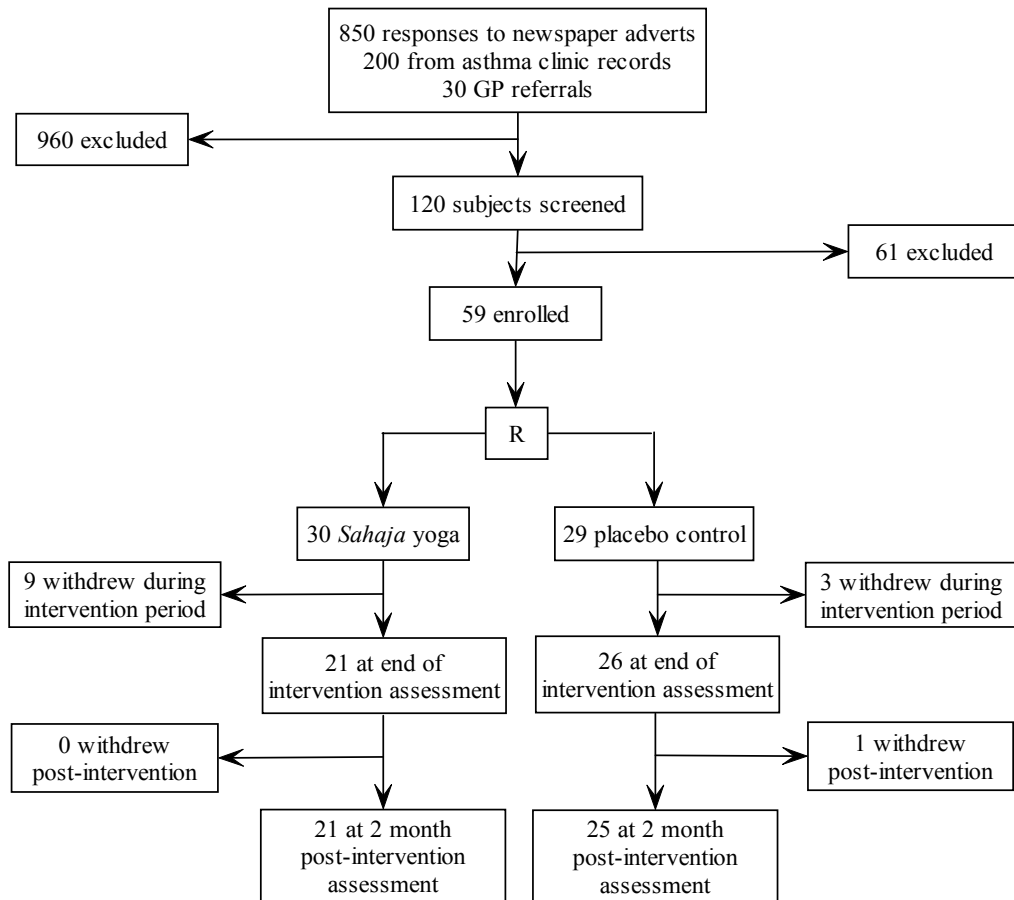 850 responses to newspaper adverts
200 from asthma clinic records
30 GP referrals
960 excluded
120 subjects screened
61 excluded
59 enrolled
R
30 Sahaja yoga
29 placebo control
9 withdrew during
intervention period
3 withdrew during
intervention period
21 at end of
intervention assessment
26 at end of
intervention assessment
0 withdrew
post-intervention
1 withdrew
post-intervention
21 at 2 month
post-intervention
assessment
25 at 2 month
post-intervention
assessment